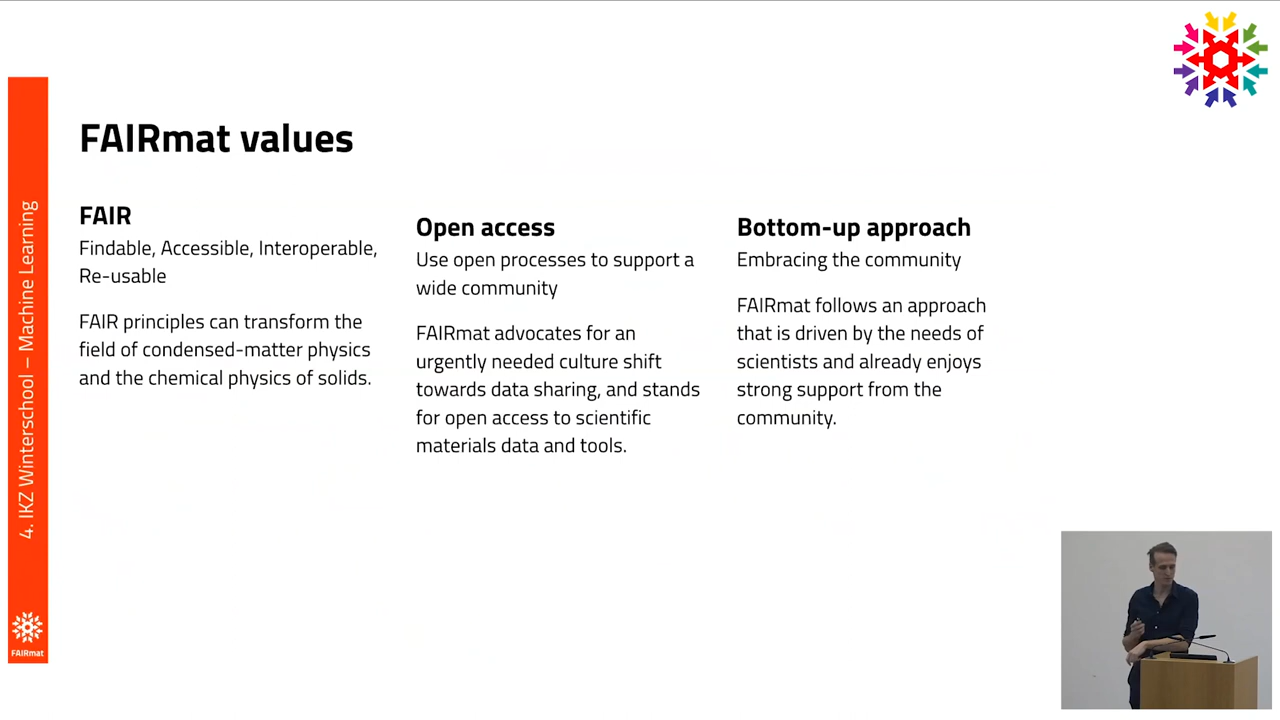 FAIRmat values
FAIR
Findable, Accessible, Interoperable,
Re-usable
FAIR principles can transform the
field of condensed-matter physics
and the chemical physics of solids.
Open access
Use open processes to support a
wide community
FAIRmat advocates for an
urgently needed culture shift
towards data sharing, and stands
for open access to scientific
materials data and tools.
Bottom-up approach
Embracing the community
FAIRmat follows an approach
that is driven by the needs of
scientists and already enjoys
strong support from the
community.
4. IKZ Winterschool – Machine Learning
FAIRmat